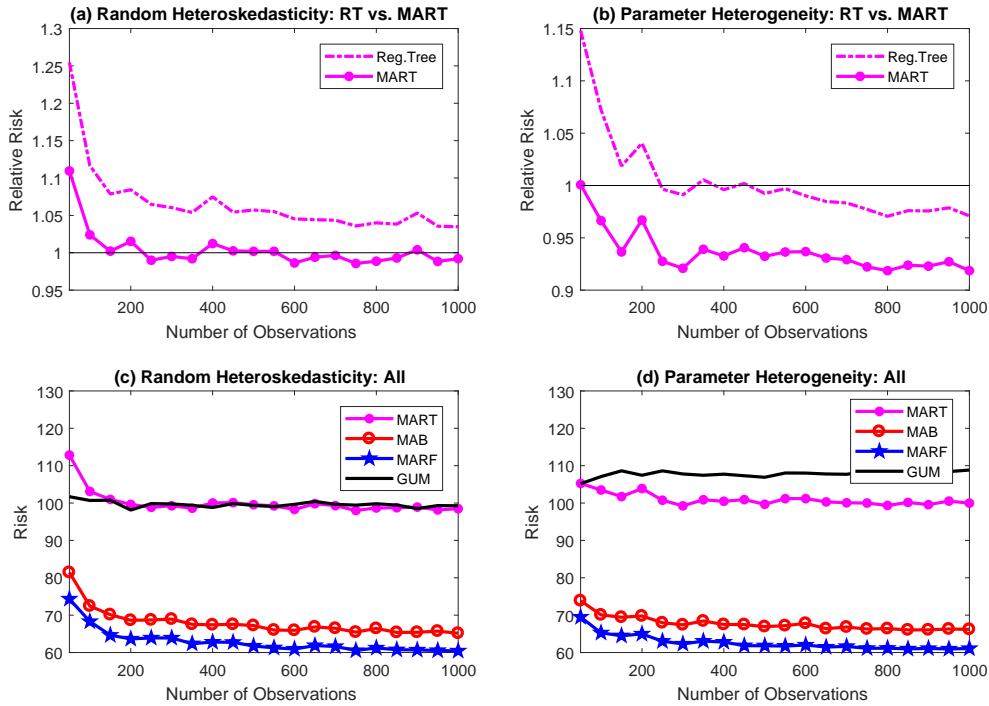 (a) Random Heteroskedasticity: RT vs. MART
1.3
1.25
1.2
1.15
1.1
1.05
1
0.95
Relative Risk
Reg.Tree
MART
200
400
600
800
1000
Number of Observations
(b) Parameter Heterogeneity: RT vs. MART
1.15
1.1
1.05
1
0.95
0.9
Relative Risk
Reg.Tree
MART
200
400
600
800
1000
Number of Observations
(c) Random Heteroskedasticity: All
130
120
110
100
90
80
70
60
Risk
MART
MAB
MARF
GUM
200
400
600
800
1000
Number of Observations
(d) Parameter Heterogeneity: All
130
120
110
100
90
80
70
60
Risk
MART
MAB
MARF
GUM
200
400
600
800
1000
Number of Observations